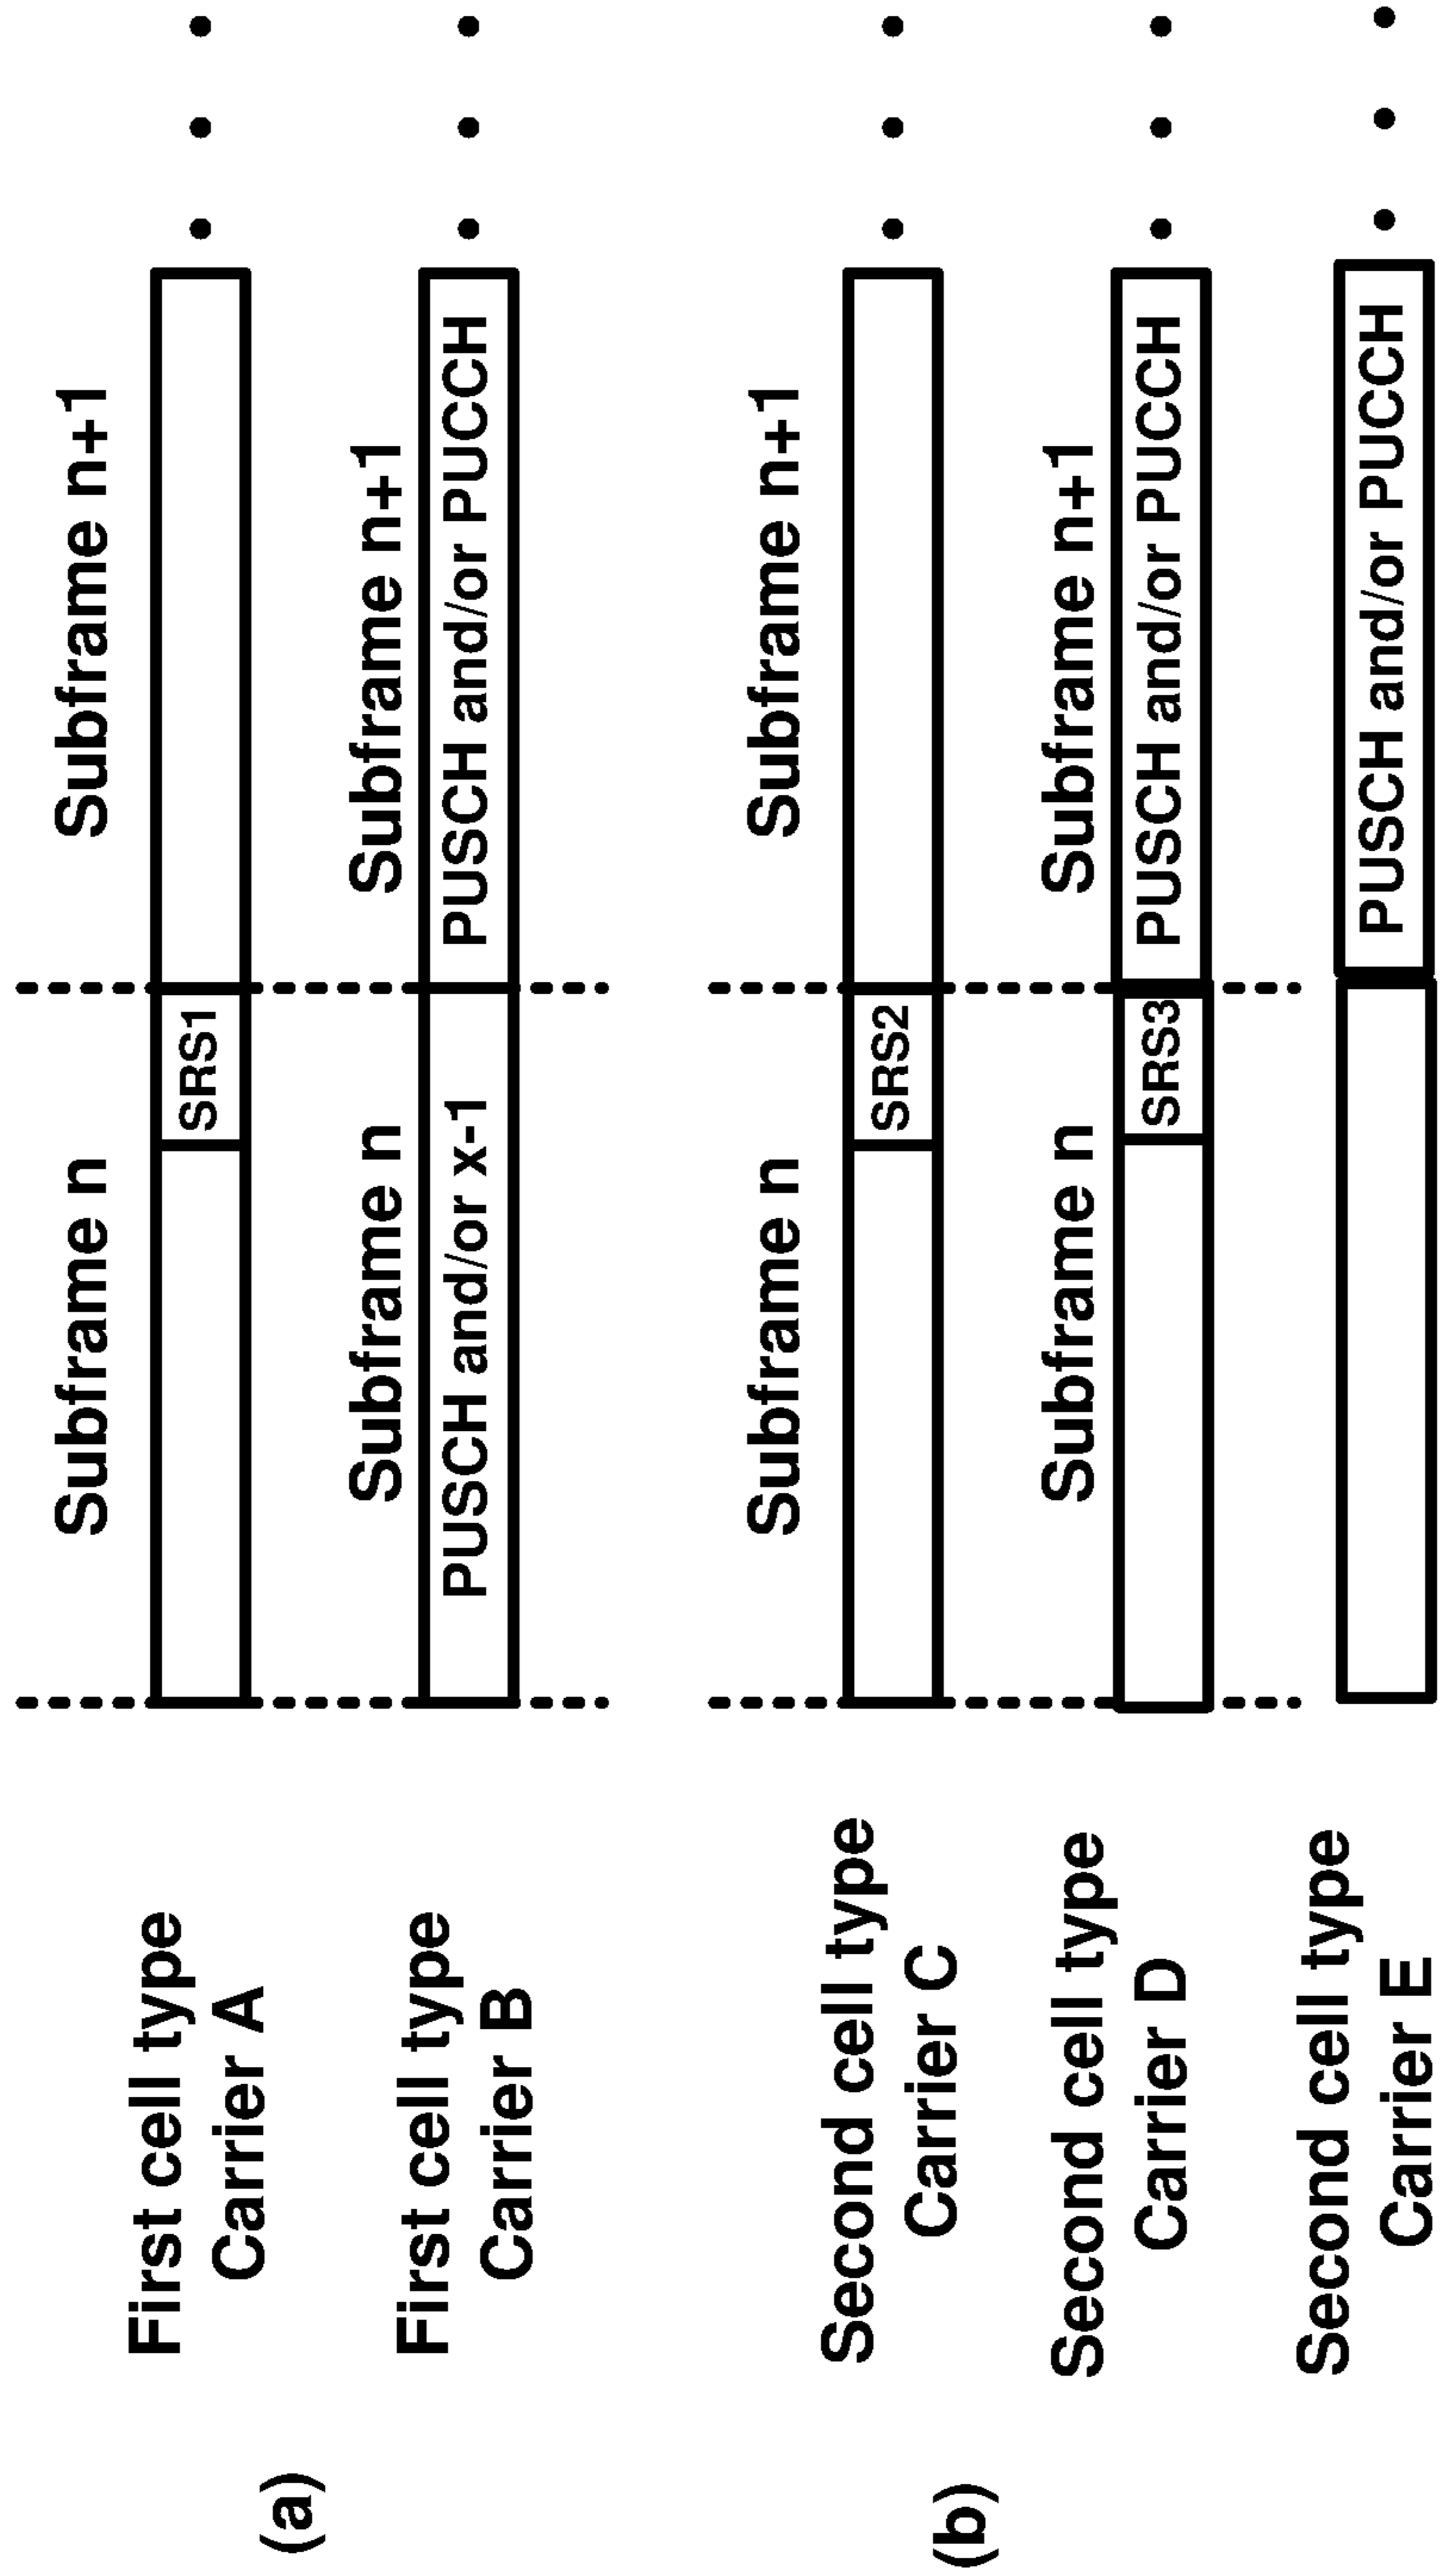 Subframe n
Subframe n+1
First cell type
Carrier A
SRS1
Subframe n
Subframe n+1
First cell type
Carrier B
PUSCH and/or x-1
PUSCH and/or PUCCH
(a)
Subframe n
Subframe n+1
Second cell type
Carrier C
SRS2
Subframe n
Subframe n+1
Second cell type
Carrier D
SRS3
PUSCH and/or PUCCH
Second cell type
Carrier E
PUSCH and/or PUCCH
(b)